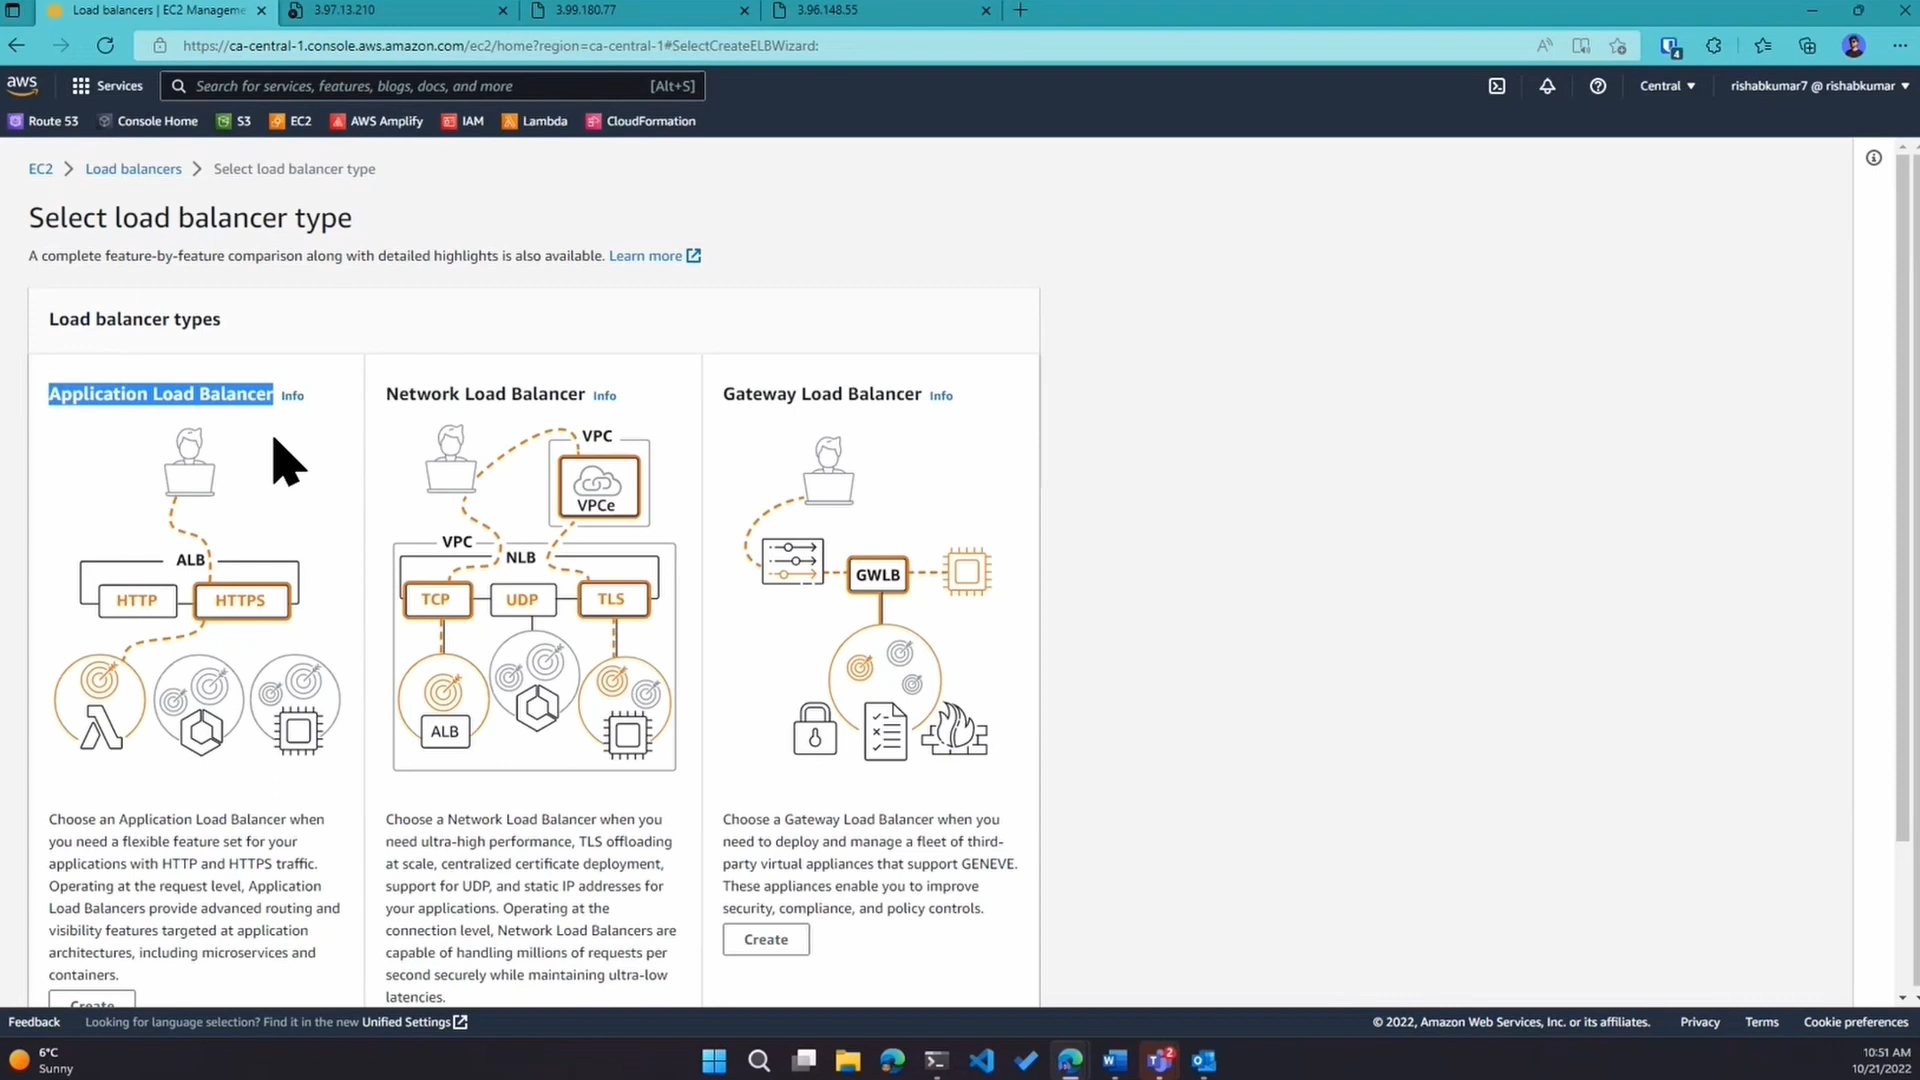 Load balancers | EC2 Manageme
3.97.13.210
3.99.180.77
3.96.148.55
https://ca-central-1.console.aws.amazon.com/ec2/home?region=ca-central-1#SelectCreateELBWizard:
4
aws
Services
Search for services, features, blogs, docs, and more
[Alt+S]
Central
rishabkumar7 @ rishabkumar
Route 53
Console Home
S3
EC2
AWS Amplify
IAM
Lambda
CloudFormation
EC2
Load balancers
Select load balancer type
Select load balancer type
A complete feature-by-feature comparison along with detailed highlights is also available. Learn more
Load balancer types
Application Load Balancer Info
ALB
HTTP
HTTPS
Choose an Application Load Balancer when
you need a flexible feature set for your
applications with HTTP and HTTPS traffic.
Operating at the request level, Application
Load Balancers provide advanced routing and
visibility features targeted at application
architectures, including microservices and
containers.
Create
Network Load Balancer Info
VPC
VPCe
VPC
NLB
TCP
UDP
TLS
ALB
Choose a Network Load Balancer when you
need ultra-high performance, TLS offloading
at scale, centralized certificate deployment,
support for UDP, and static IP addresses for
your applications. Operating at the
connection level, Network Load Balancers are
capable of handling millions of requests per
second securely while maintaining ultra-low
latencies.
Gateway Load Balancer Info
GWLB
Choose a Gateway Load Balancer when you
need to deploy and manage a fleet of third-
party virtual appliances that support GENEVE.
These appliances enable you to improve
security, compliance, and policy controls.
Create
Feedback
Looking for language selection? Find it in the new Unified Settings
© 2022, Amazon Web Services, Inc. or its affiliates.
Privacy
Terms
Cookie preferences
6°C
Sunny
2
10:51 AM
10/21/2022